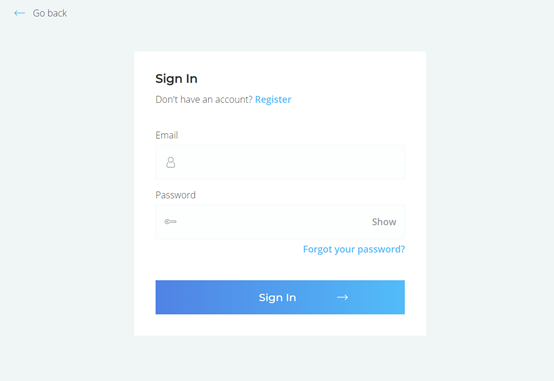 Go back
Sign In
Don't have an account? Register
Email
Password
Show
Forgot your password?
Sign In